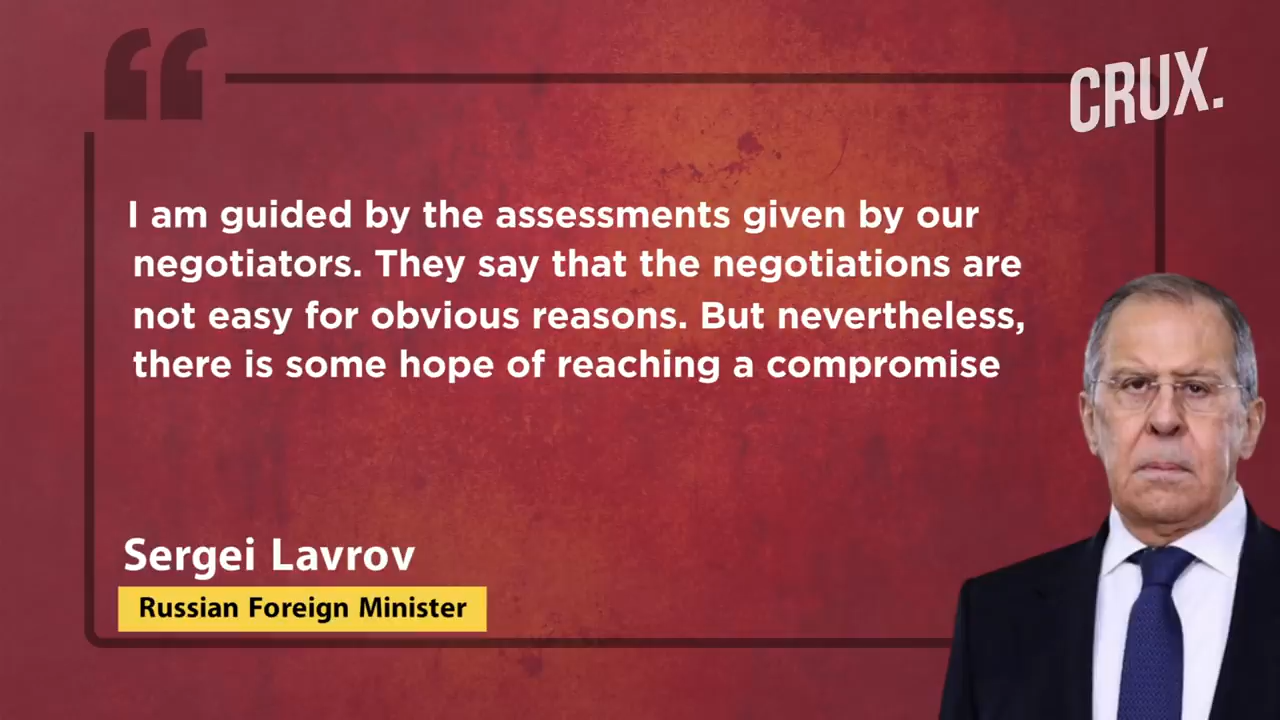 CRUX.
I am guided by the assessments given by our
negotiators. They say that the negotiations are
not easy for obvious reasons. But nevertheless,
there is some hope of reaching a compromise
Sergei Lavrov
Russian Foreign Minister